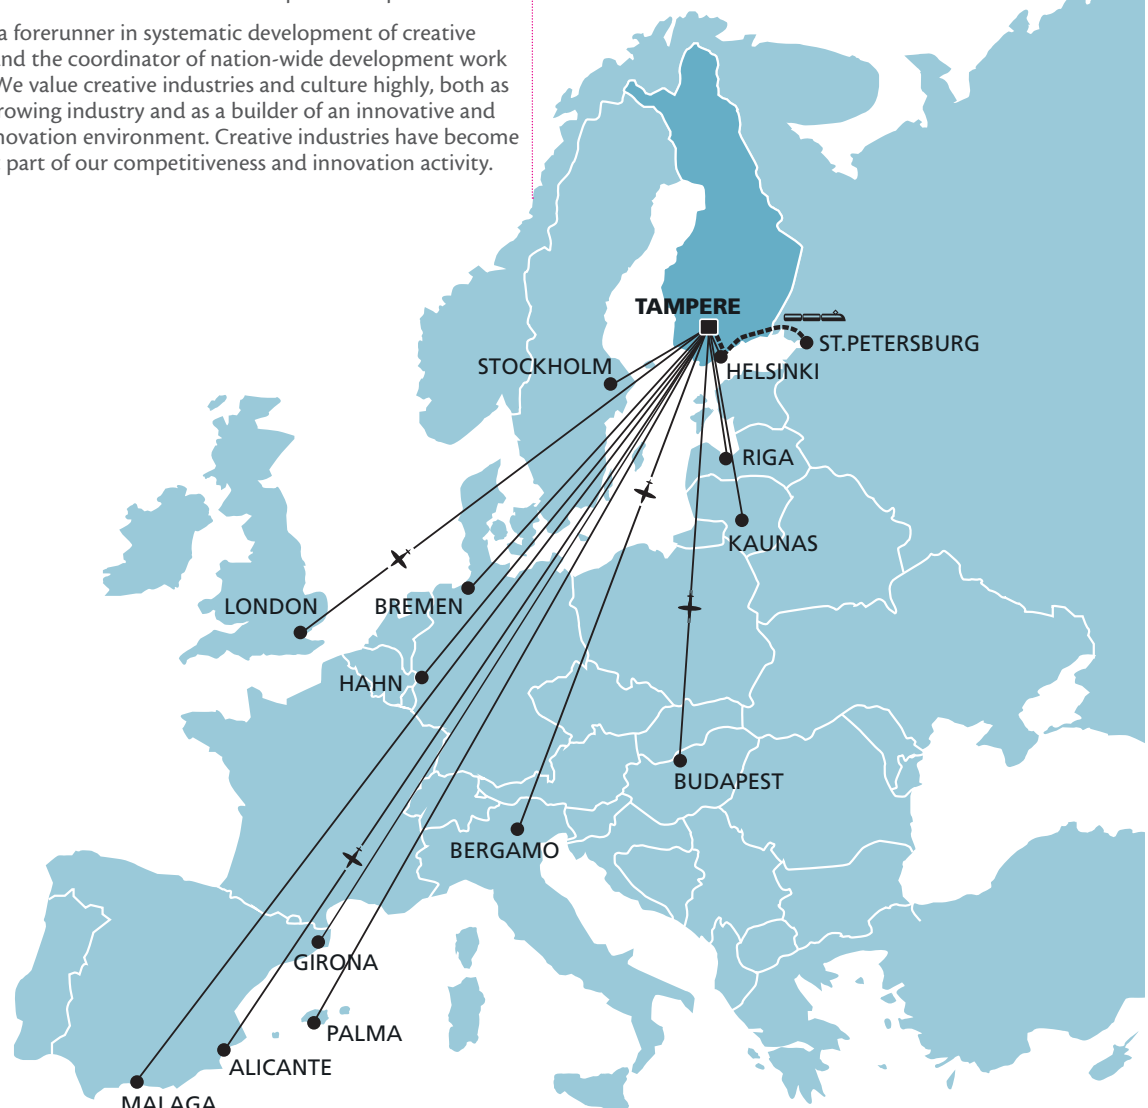 a forerunner in systematic development of creative
and the coordinator of nation-wide development work
We value creative industries and culture highly, both as
rowing industry and as a builder of an innovative and
novation environment. Creative industries have become
part of our competitiveness and innovation activity.
TAMPERE
ST.PETERSBURG
STOCKHOLM
HELSINKI
RIGA
KAUNAS
LONDON
BREMEN
HAHN
BUDAPEST
BERGAMO
GIRONA
PALMA
ALICANTE
MALAGA